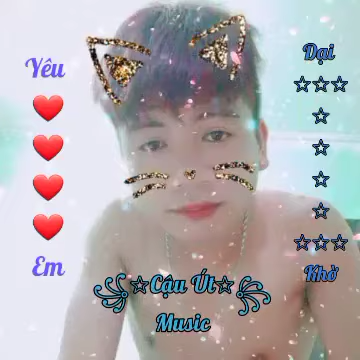 Yêu
❤️
❤️
❤️
❤️
Em
Dại
☆☆☆
☆
☆
☆
☆
☆☆☆
Khờ
꧁☆Cậu Út☆꧂
Music